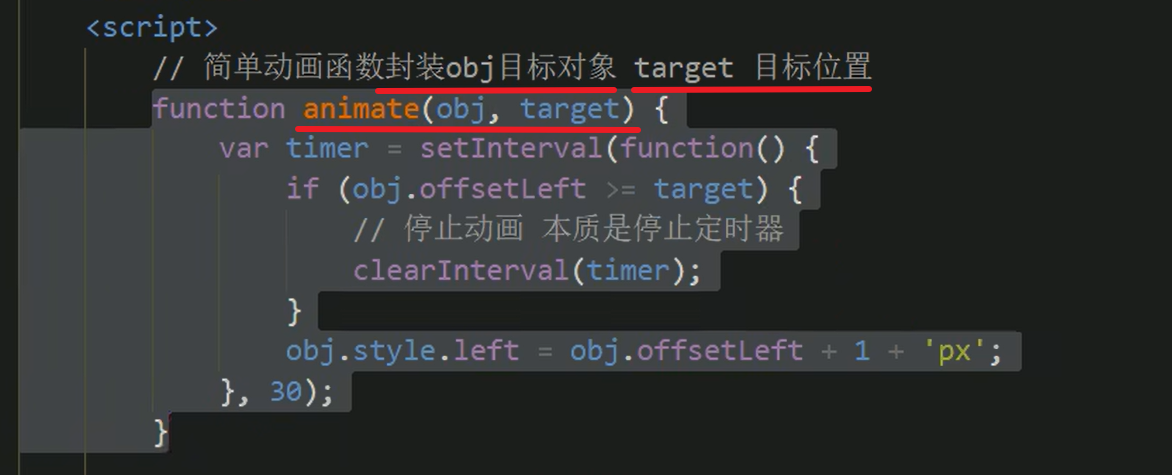 <script>
// 简单动画函数封装obj目标对象 target 目标位置
function animate(obj, target) {
var timer = setInterval(function() {
if (obj.offsetLeft >= target) {
// 停止动画 本质是停止定时器
clearInterval(timer);
}
obj.style.left = obj.offsetLeft + 1 + 'px';
}, 30);
}